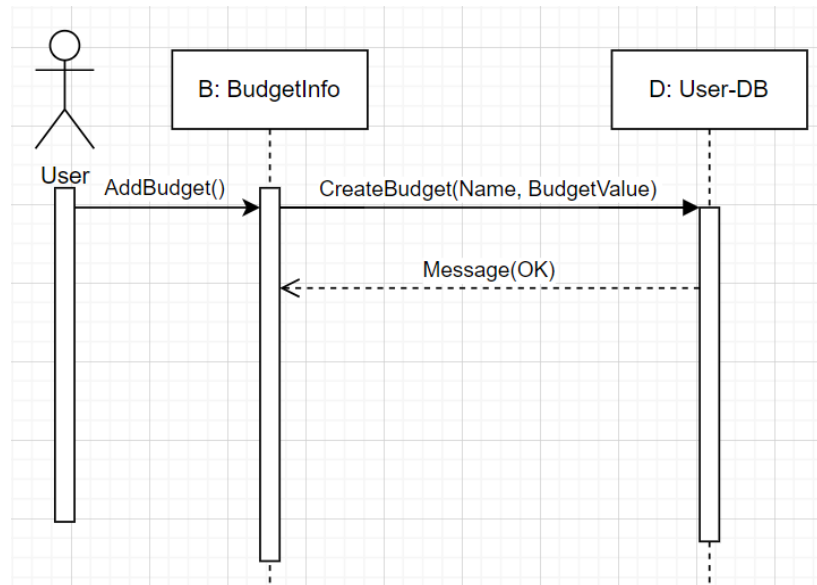 B: BudgetInfo
D: User-DB
User
AddBudget()
CreateBudget(Name, BudgetValue)
Message(OK)